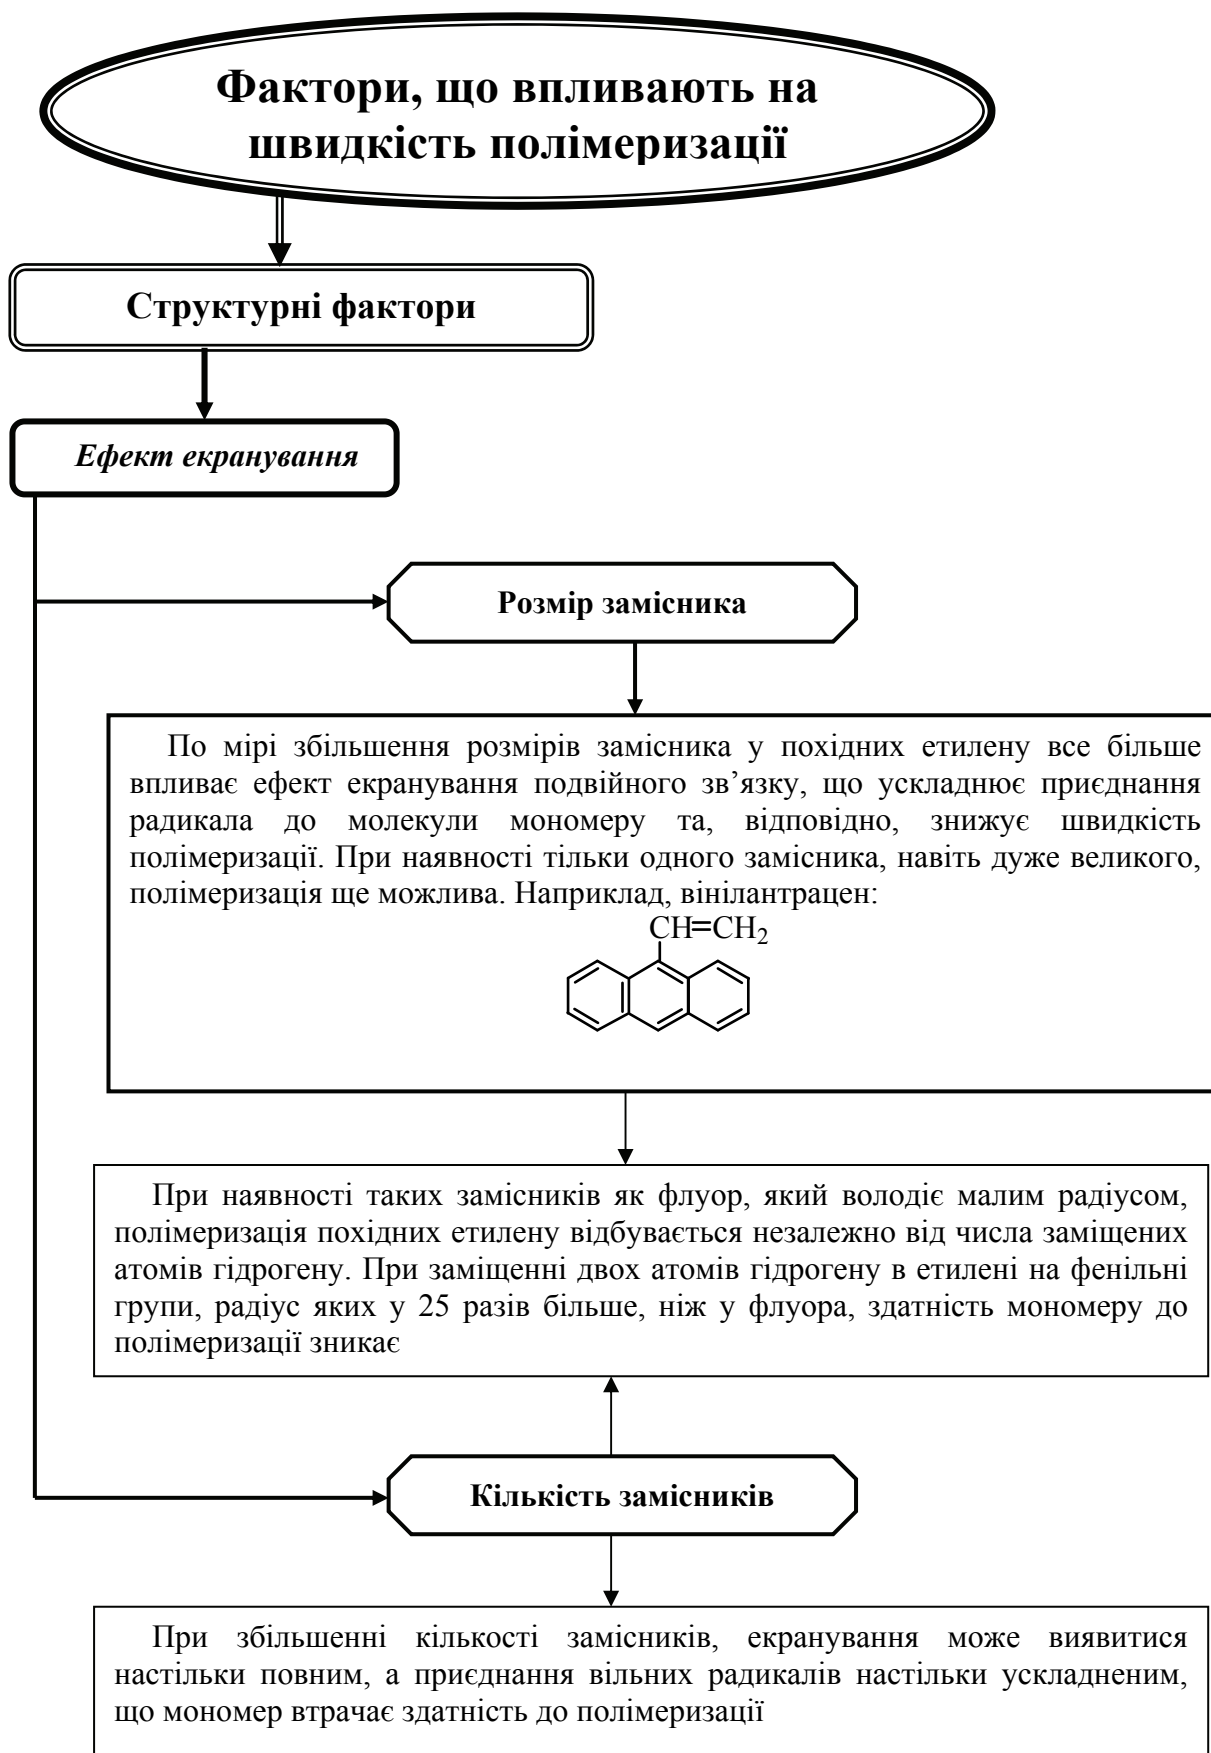 Фактори, що впливають на
швидкість полімеризації
Структурні фактори
Ефект екранування
Розмір замісника
По мірі збільшення розмірів замісника у похідних етилену все більше
впливає ефект екранування подвійного зв’язку, що ускладнює приєднання
радикала до молекули мономеру та, відповідно, знижує швидкість
полімеризації. При наявності тільки одного замісника, навіть дуже великого,
полімеризація ще можлива. Наприклад, вінілантрацен:
CH=CH₂
При наявності таких замісників як флуор, який володіє малим радіусом,
полімеризація похідних етилену відбувається незалежно від числа заміщених
атомів гідрогену. При заміщенні двох атомів гідрогену в етилені на фенільні
групи, радіус яких у 25 разів більше, ніж у флуора, здатність мономеру до
полімеризації зникає
Кількість замісників
При збільшенні кількості замісників, екранування може виявитися
настільки повним, а приєднання вільних радикалів настільки ускладненим,
що мономер втрачає здатність до полімеризації